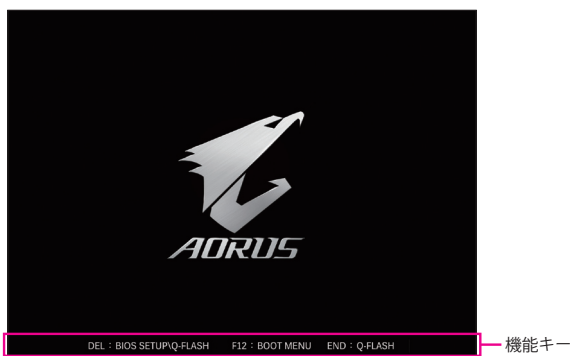 AORUS
DEL : BIOS SETUP\Q-FLASH F12 : BOOT MENU END : Q-FLASH
機能キー